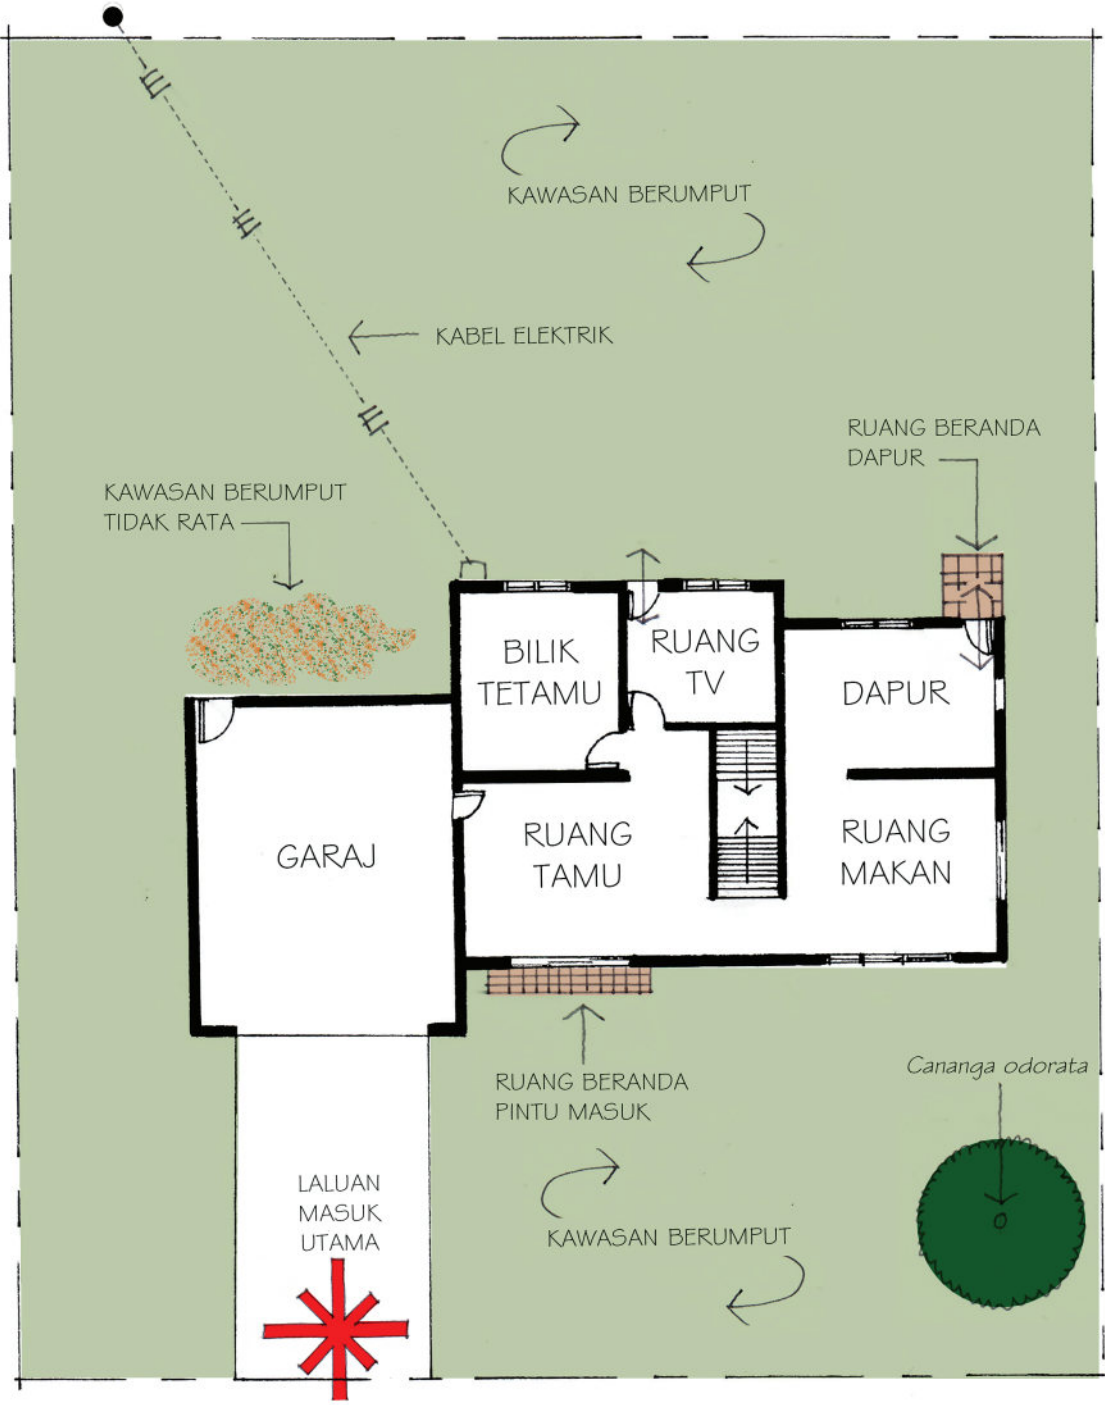 KAWASAN BERUMPUT
KABEL ELEKTRIK
RUANG BERANDA
DAPUR
KAWASAN BERUMPUT
TIDAK RATA
BILIK
TETAMU
RUANG
TV
DAPUR
GARAJ
RUANG
TAMU
RUANG
MAKAN
RUANG BERANDA
PINTU MASUK
Cananga odorata
LALUAN
MASUK
UTAMA
KAWASAN BERUMPUT